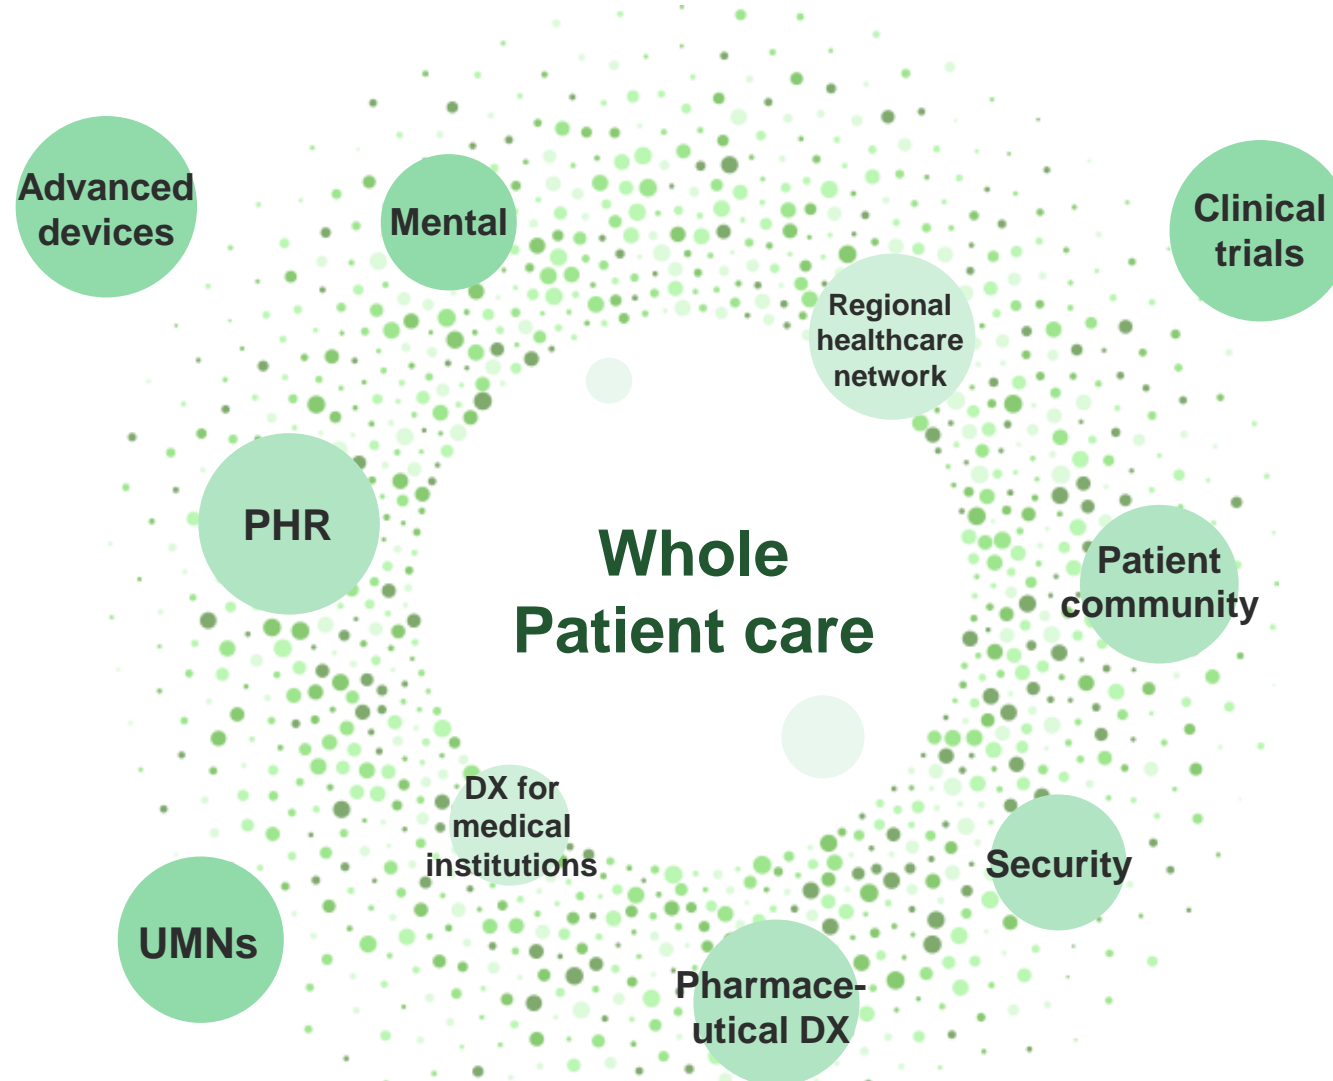 Advanced
devices
Mental
Clinical
trials
Regional
healthcare
network
PHR
Whole
Patient care
Patient
community
DX for
medical
institutions
Security
UMNs
Pharmace-
utical DX